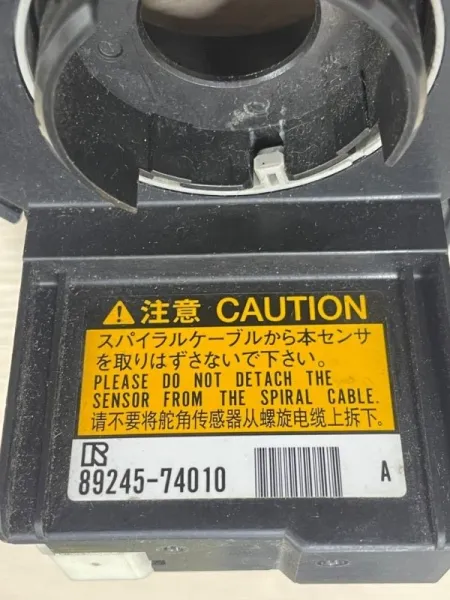 注意 CAUTION
スパイラルケーブルから本センサ
を取りはずさないで下さい。
PLEASE DO NOT DETACH THE
SENSOR FROM THE SPIRAL CABLE.
请不要将舵角传感器从螺旋电缆上拆下.
89245-74010
A